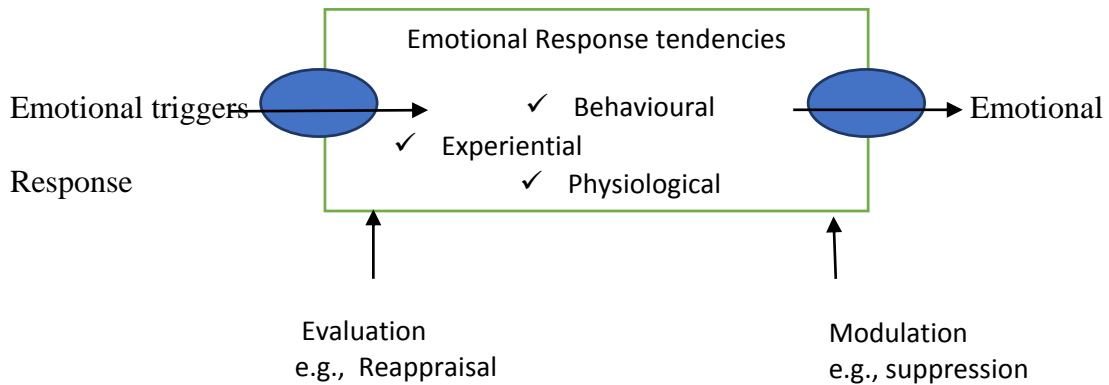 Emotional Response tendencies
Emotional triggers ✓ Behavioural Emotional
✓ Experiential
Response ✓ Physiological
Evaluation Modulation
e.g., Reappraisal e.g., suppression